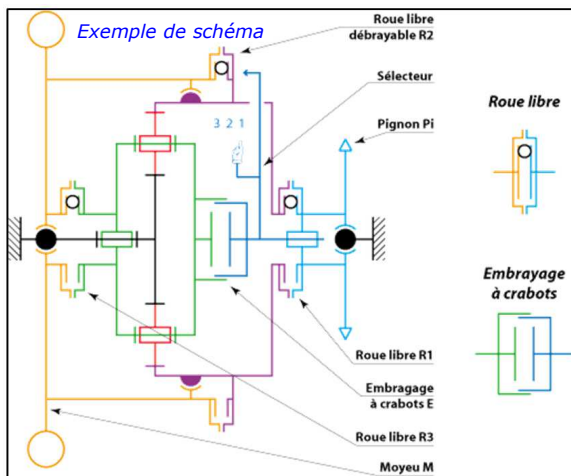 Exemple de schéma
Roue libre
débrayable R2
Sélecteur
Pignon Pi
3 2 1
Roue libre R1
Embragage
à crabots E
Roue libre R3
Moyeu M
Roue libre
Embrayage
à crabots